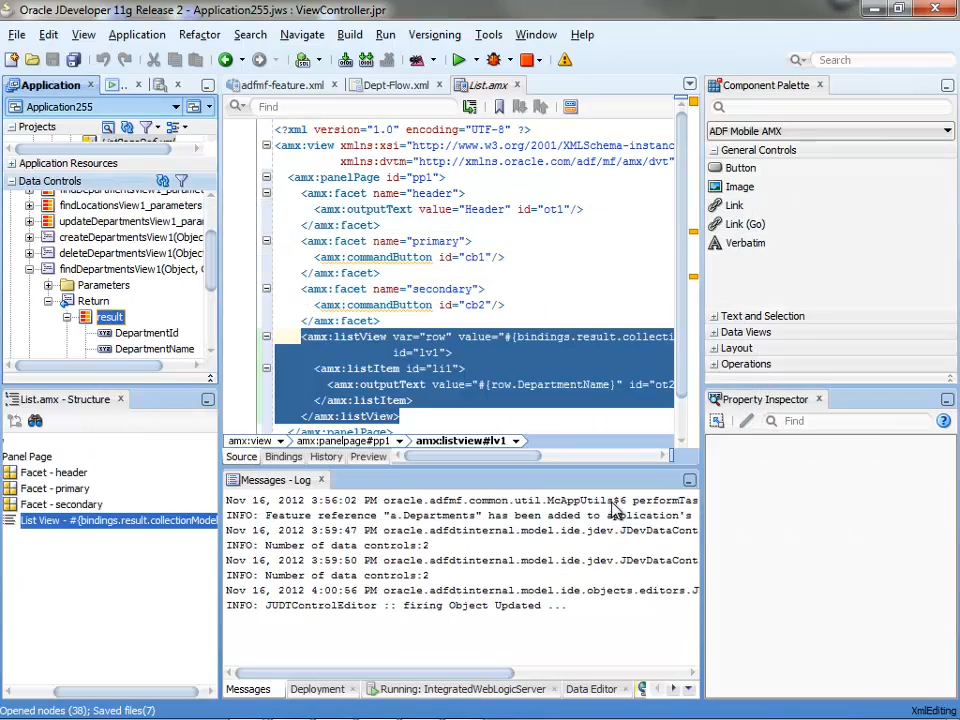 Oracle JDeveloper 11g Release 2 - Application255.jws : ViewController.jpr
File Edit View Application Refactor Search Navigate Build Run Versioning Tools Window Help
Search
Application
Application255
Projects
Application Resources
Data Controls
findLocationsView1_parameters
updateDepartmentsView1_parai
createDepartmentsView1(Objec
deleteDepartmentsView1(Objec
findDepartmentsView1(Object, C
Parameters
Return
result
DepartmentId
DepartmentName
List.amx - Structure
Panel Page
Facet - header
Facet - primary
Facet - secondary
List View - #{bindings.result.collectionModel
adfmf-feature.xml Dept-Flow.xml List.amx
Find
<?xml version="1.0" encoding="UTF-8" ?>
<amx:view xmlns:xsi="http://www.w3.org/2001/XMLSchema-instanc
xmlns:dvtm="http://xmlns.oracle.com/adf/mf/amx/dvt"
<amx:panelPage id="pp1">
<amx:facet name="header">
<amx:outputText value="Header" id="ot1"/>
</amx:facet>
<amx:facet name="primary">
<amx:commandButton id="cb1"/>
</amx:facet>
<amx:facet name="secondary">
<amx:commandButton id="cb2"/>
</amx:facet>
<amx:listView var="row" value="#{bindings.result.collecti
id="lv1">
<amx:listItem id="li1">
<amx:outputText value="#{row.DepartmentName}" id="ot2
</amx:listItem>
</amx:listView>
</amx:panelPage>
amx:view amx:panelpage#pp1 amx:listview#lv1
Source Bindings History Preview
Messages - Log
Nov 16, 2012 3:56:02 PM oracle.adfmf.common.util.McAppUtils$6 performTas
INFO: Feature reference "a.Departments" has been added to application's
Nov 16, 2012 3:59:47 PM oracle.adfdtinternal.model.ide.jdev.JDevDataCont
INFO: Number of data controls:2
Nov 16, 2012 3:59:50 PM oracle.adfdtinternal.model.ide.jdev.JDevDataCont
INFO: Number of data controls:2
Nov 16, 2012 4:00:56 PM oracle.adfdtinternal.model.ide.objects.editors.J
INFO: JUDTControlEditor :: firing Object Updated ...
Messages Deployment Running: IntegratedWebLogicServer Data Editor
Component Palette
ADF Mobile AMX
General Controls
Button
Image
Link
Link (Go)
Verbatim
Text and Selection
Data Views
Layout
Operations
Property Inspector
Find
Opened nodes (38); Saved files(7)
XmlEditing